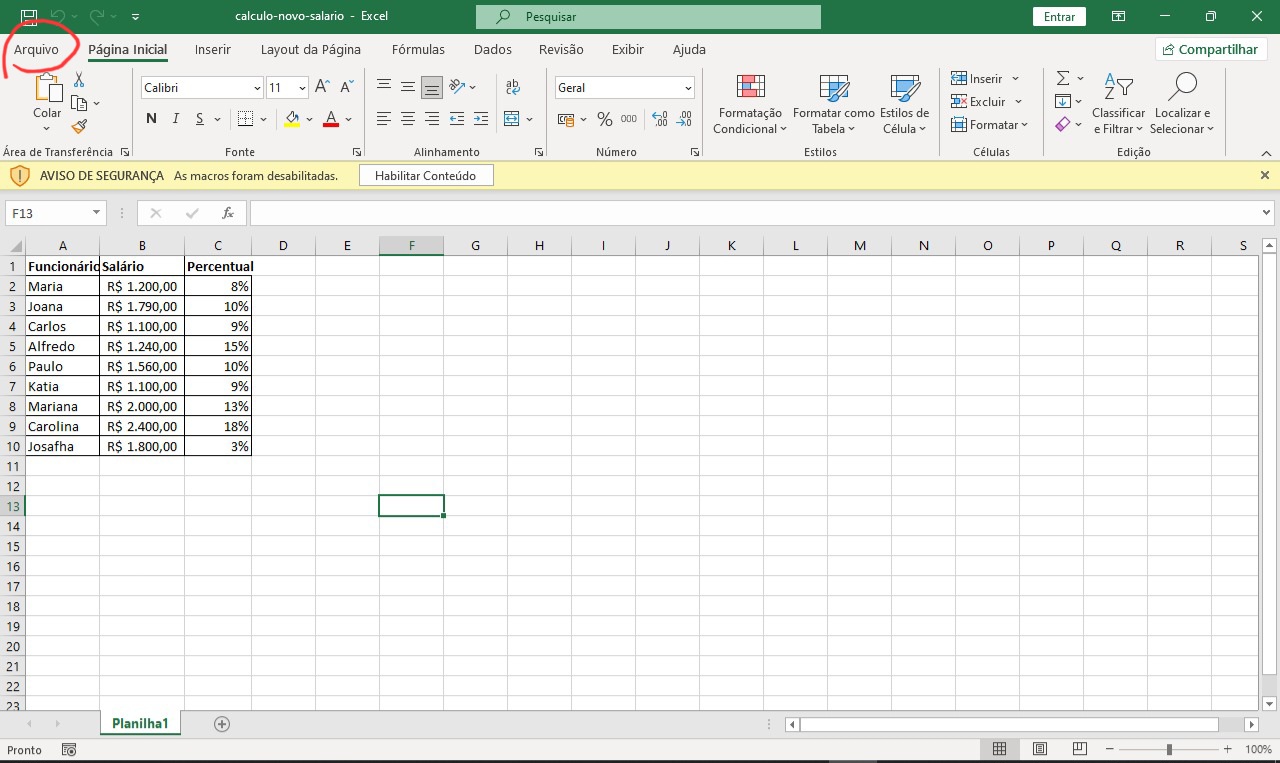 calculo-novo-salario - Excel
Pesquisar
Entrar
Arquivo Página Inicial Inserir Layout da Página Fórmulas Dados Revisão Exibir Ajuda Compartilhar
Colar
Área de Transferência
Calibri 11
N I S A
Fonte
ab
Alinhamento
Geral
% 000
Número
Formatação Condicional
Formatar como Tabela
Estilos de Célula
Estilos
Inserir
Excluir
Formatar
Células
Classificar e Filtrar
Localizar e Selecionar
Edição
AVISO DE SEGURANÇA As macros foram desabilitadas. Habilitar Conteúdo
F13 fx
A B C D E F G H I J K L M N O P Q R S
1 Funcionário Salário Percentual
2 Maria R$ 1.200,00 8%
3 Joana R$ 1.790,00 10%
4 Carlos R$ 1.100,00 9%
5 Alfredo R$ 1.240,00 15%
6 Paulo R$ 1.560,00 10%
7 Katia R$ 1.100,00 9%
8 Mariana R$ 2.000,00 13%
9 Carolina R$ 2.400,00 18%
10 Josafha R$ 1.800,00 3%
11
12
13
14
15
16
17
18
19
20
21
22
23
Planilha1
Pronto 100%